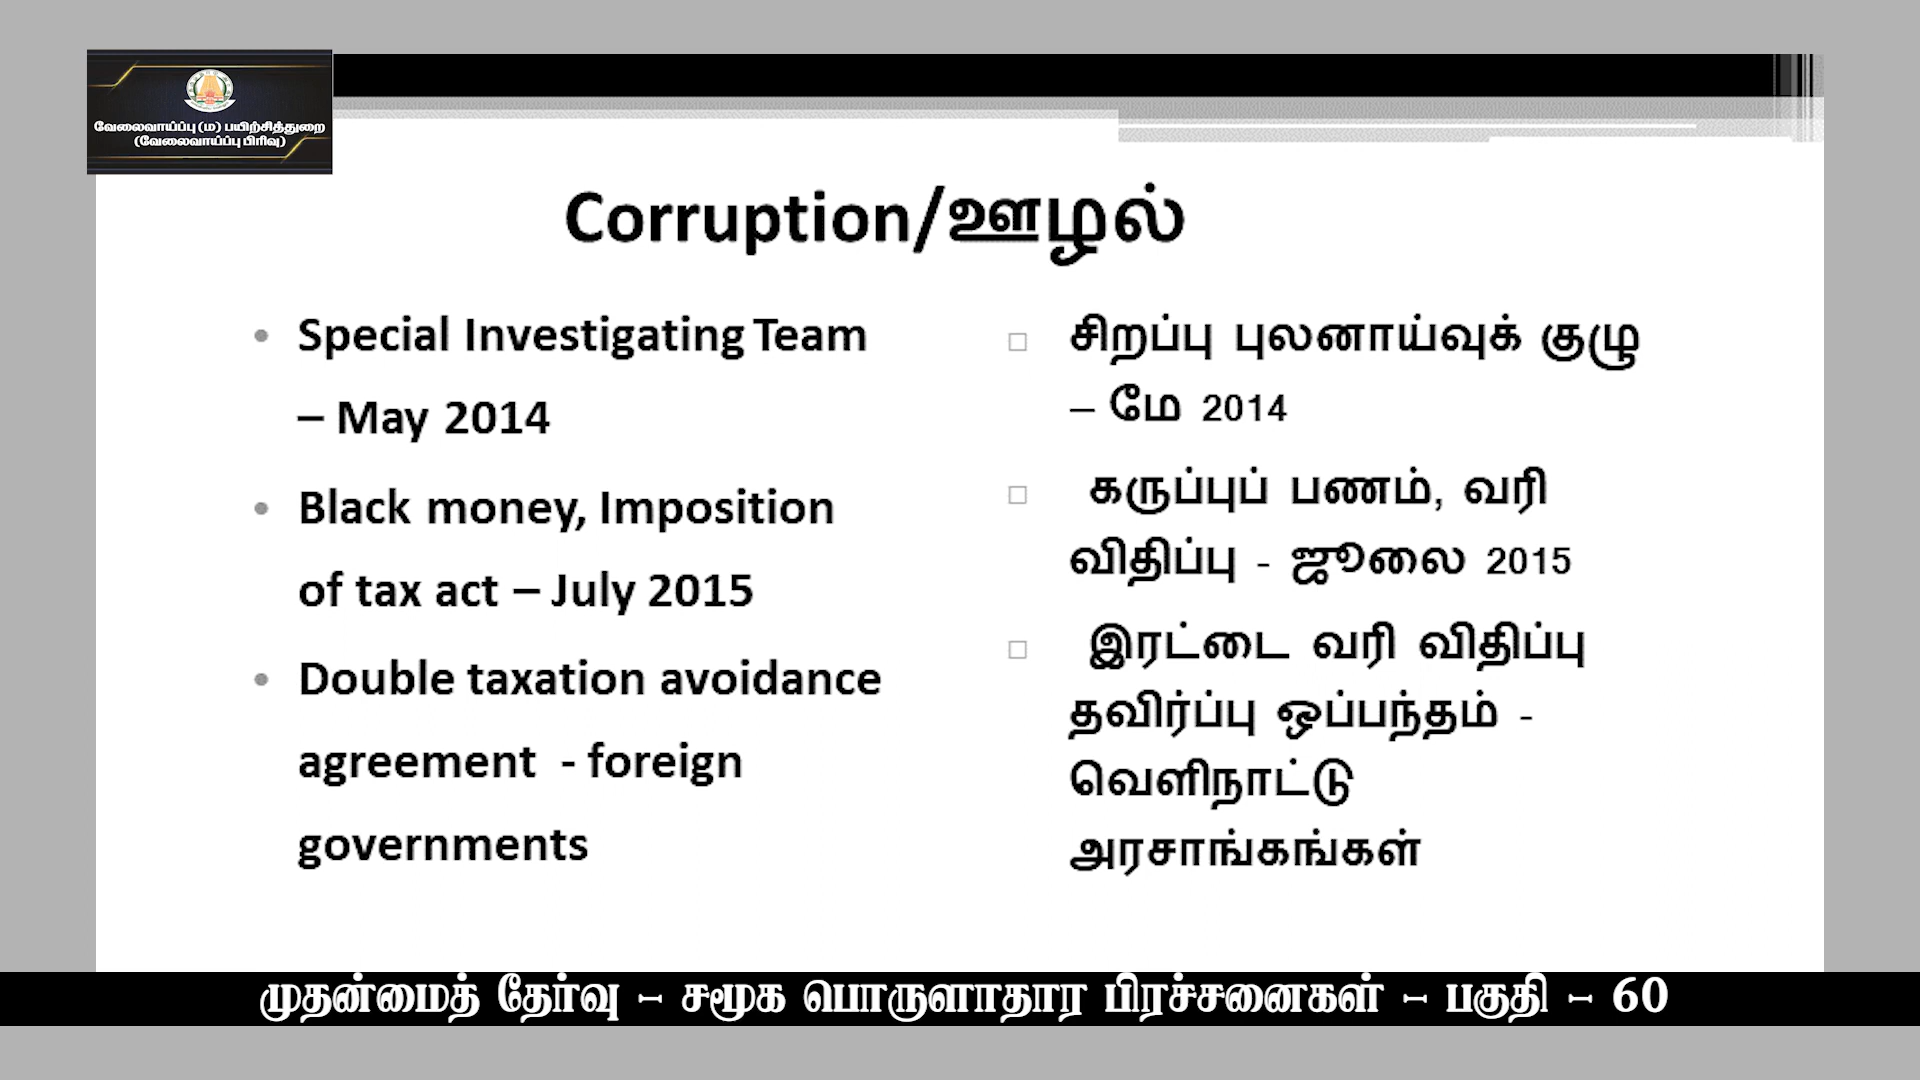 வேலைவாய்ப்பு (ம) பயிற்சித்துறை
(வேலைவாய்ப்பு பிரிவு)
Corruption/ஊழல்
• Special Investigating Team
– May 2014
• Black money, Imposition
of tax act – July 2015
• Double taxation avoidance
agreement - foreign
governments
□ சிறப்பு புலனாய்வுக் குழு
– மே 2014
□ கருப்புப் பணம், வரி
விதிப்பு - ஜூலை 2015
□ இரட்டை வரி விதிப்பு
தவிர்ப்பு ஒப்பந்தம் -
வெளிநாட்டு
அரசாங்கங்கள்
முதன்மைத் தேர்வு - சமூக பொருளாதார பிரச்சனைகள் - பகுதி - 60